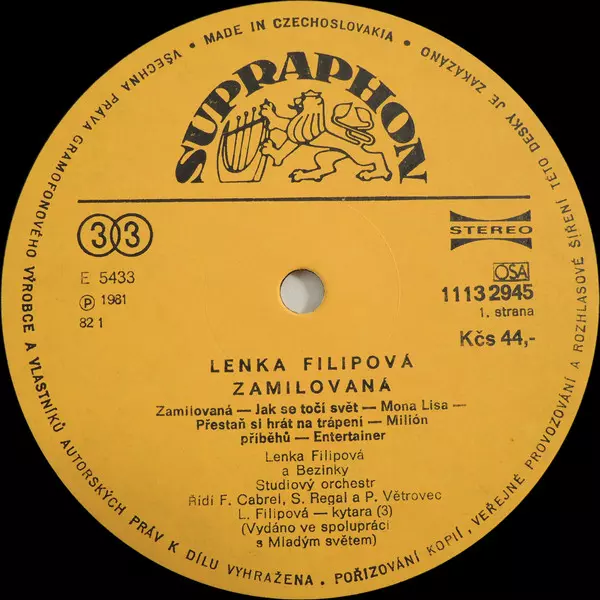 VŠECHNA PRÁVA GRAMOFONOVÉHO VÝROBCE A VLASTNÍKŮ AUTORSKÝCH PRÁV K DÍLU VYHRAŽENA. POŘIZOVÁNÍ KOPIÍ, VEŘEJNÉ PROVOZOVÁNÍ A ROZHLASOVÉ ŠÍŘENÍ TÉTO DESKY JE ZAKÁZÁNO
• MADE IN CZECHOSLOVAKIA •
SUPRAPHON
33
STEREO
E 5433
℗ 1981
82 1
OSA
1113 2945
1. strana
Kčs 44,-
LENKA FILIPOVÁ
ZAMILOVANÁ
Zamilovaná — Jak se točí svět — Mona Lisa —
Přestaň si hrát na trápení — Milión
příběhů — Entertainer
Lenka Filipová
a Bezinky
Studiový orchestr
Řídí F. Cabrel, S. Regal a P. Větrovec
L. Filipová — kytara (3)
(Vydáno ve spolupráci
s Mladým světem)